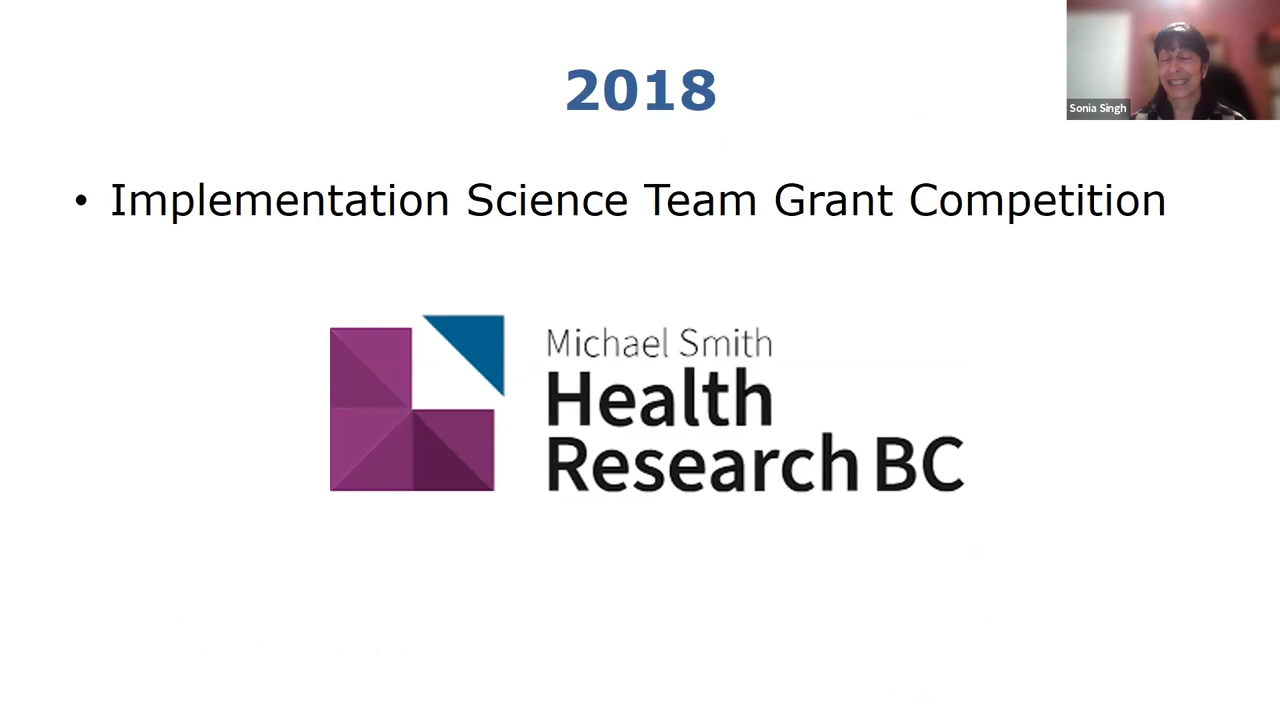 2018
Sonia Singh
• Implementation Science Team Grant Competition
Michael Smith
Health
Research BC